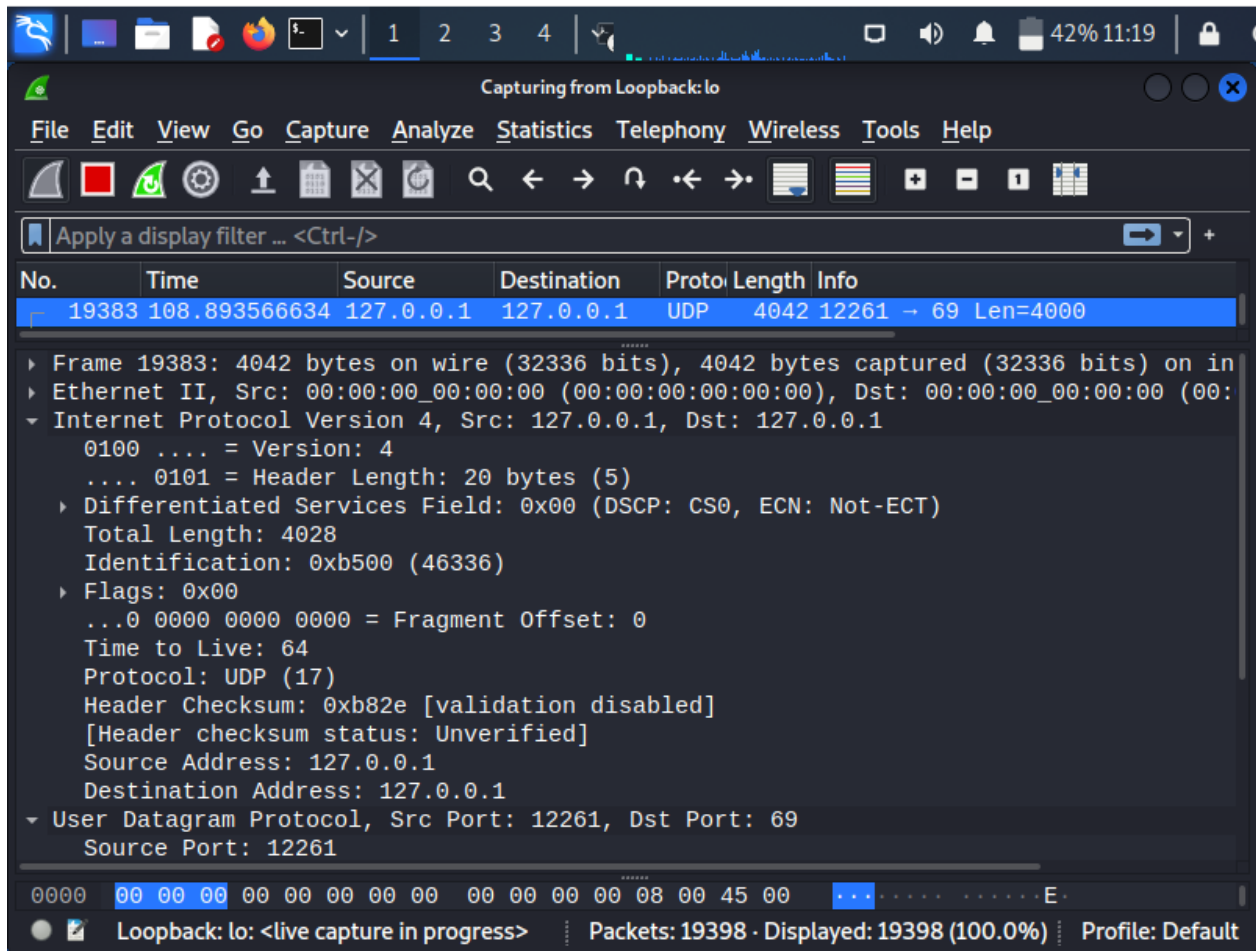 1 2 3 4 42% 11:19
Capturing from Loopback: lo
File Edit View Go Capture Analyze Statistics Telephony Wireless Tools Help
Apply a display filter ... <Ctrl-/>
No. Time Source Destination Proto Length Info
19383 108.893566634 127.0.0.1 127.0.0.1 UDP 4042 12261 → 69 Len=4000
Frame 19383: 4042 bytes on wire (32336 bits), 4042 bytes captured (32336 bits) on in
Ethernet II, Src: 00:00:00_00:00:00 (00:00:00:00:00:00), Dst: 00:00:00_00:00:00 (00:
Internet Protocol Version 4, Src: 127.0.0.1, Dst: 127.0.0.1
0100 .... = Version: 4
.... 0101 = Header Length: 20 bytes (5)
Differentiated Services Field: 0x00 (DSCP: CS0, ECN: Not-ECT)
Total Length: 4028
Identification: 0xb500 (46336)
Flags: 0x00
...0 0000 0000 0000 = Fragment Offset: 0
Time to Live: 64
Protocol: UDP (17)
Header Checksum: 0xb82e [validation disabled]
[Header checksum status: Unverified]
Source Address: 127.0.0.1
Destination Address: 127.0.0.1
User Datagram Protocol, Src Port: 12261, Dst Port: 69
Source Port: 12261
0000 00 00 00 00 00 00 00 00 00 00 00 00 08 00 45 00 ········ ······E·
Loopback: lo: <live capture in progress> Packets: 19398 · Displayed: 19398 (100.0%) Profile: Default